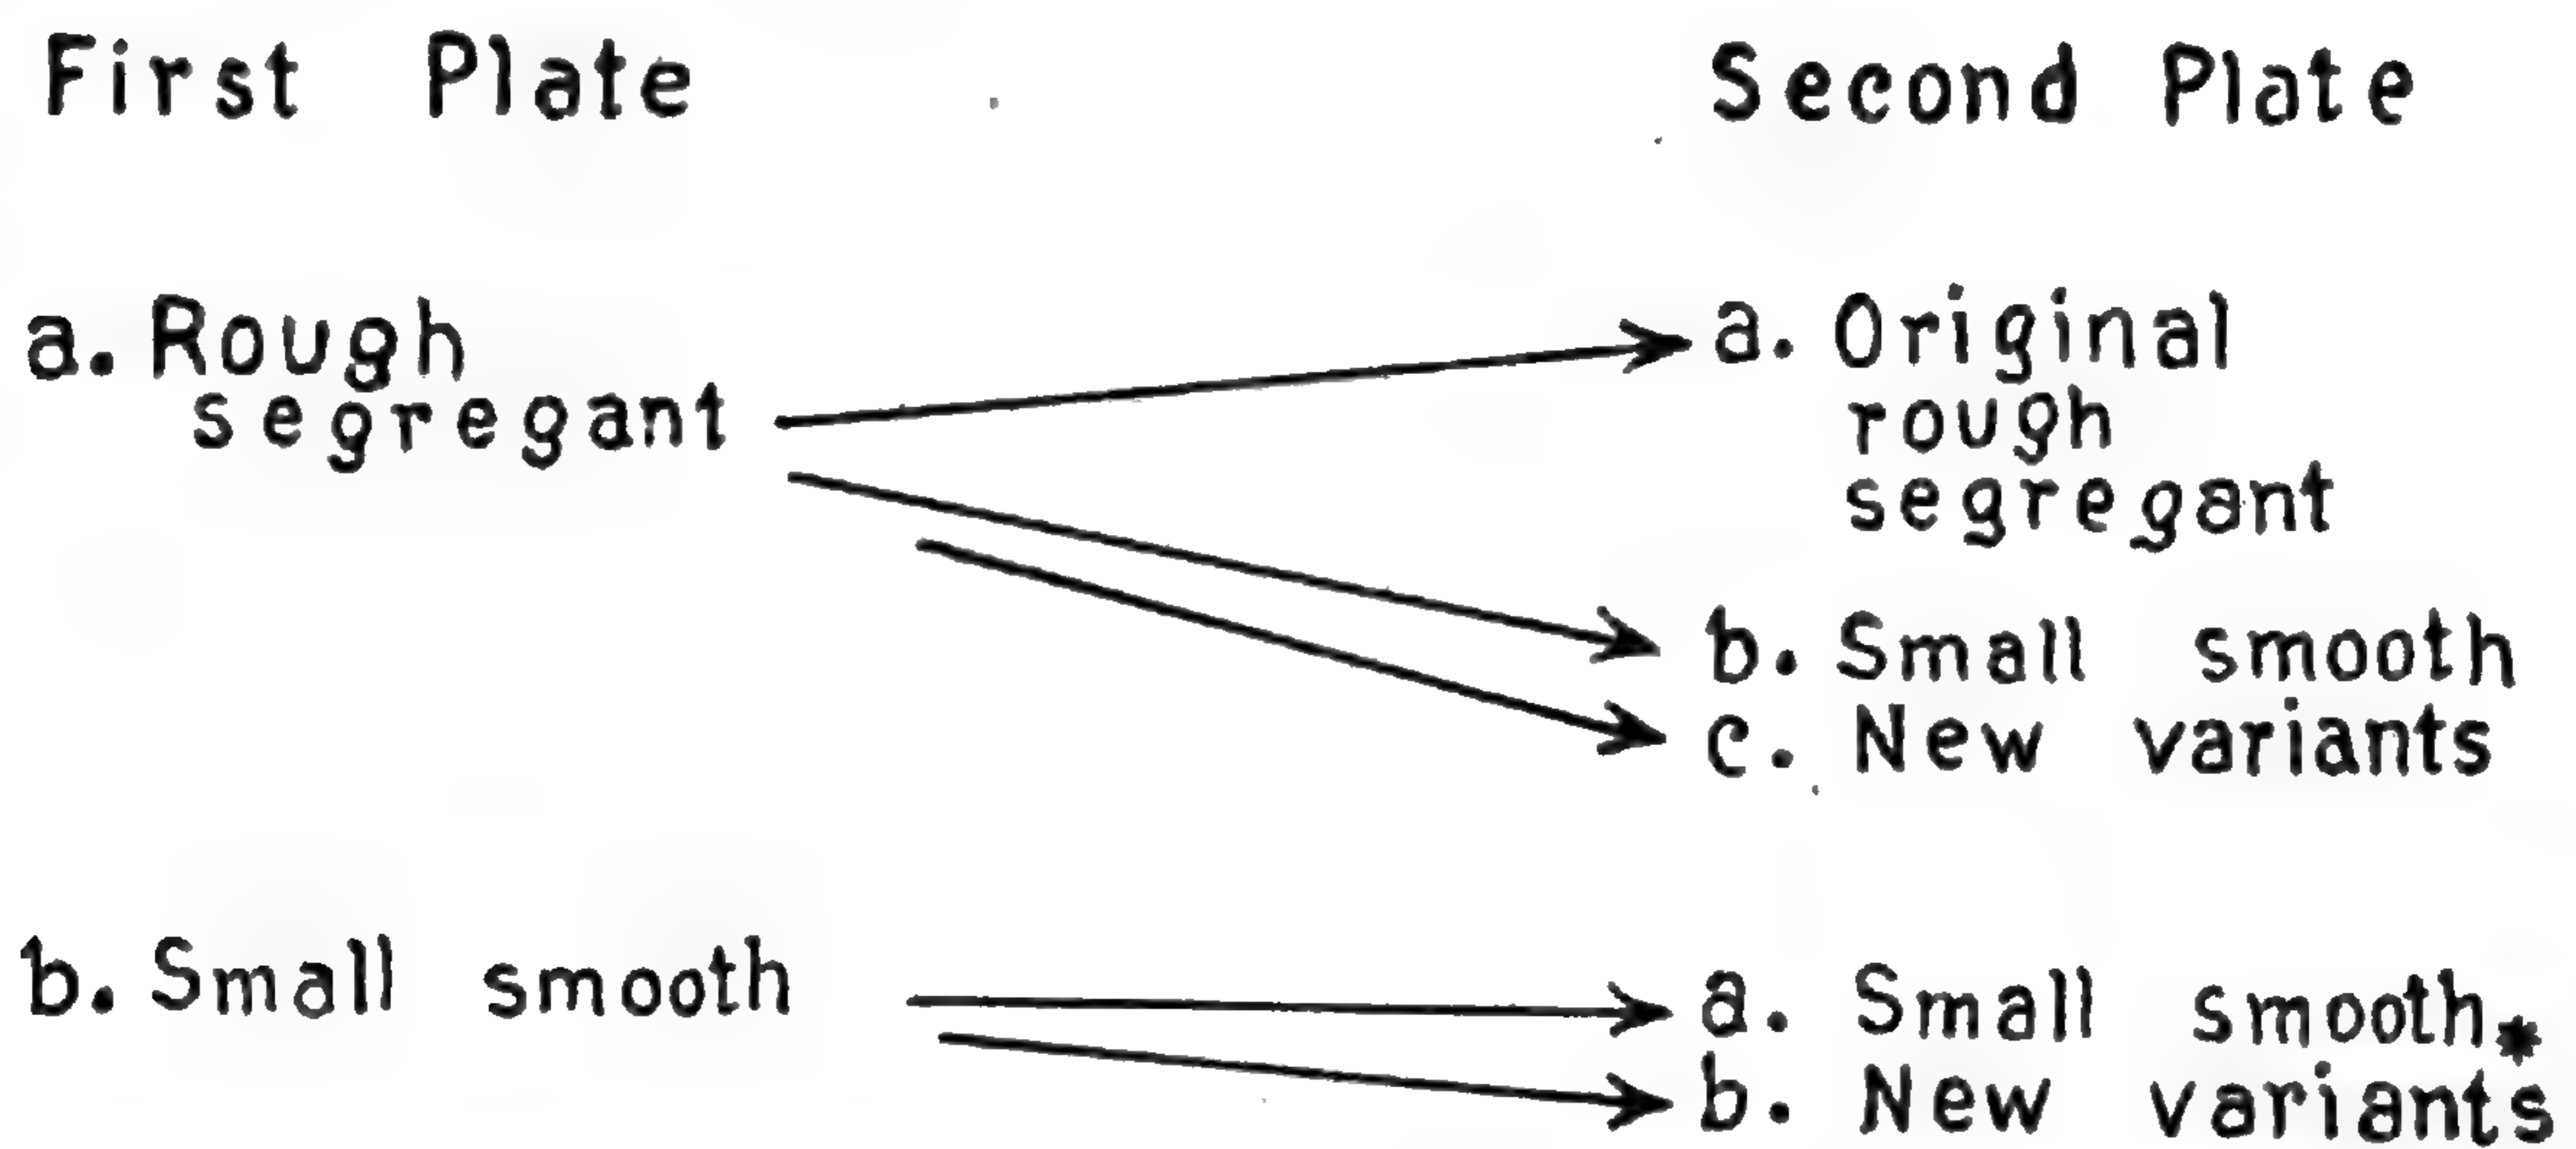 First Plate
Second Plate
a. Rough
segregant
a. Original
rough
segregant
b. Small smooth
c. New variants
b. Small smooth
a. Small smooth
b. New variants*